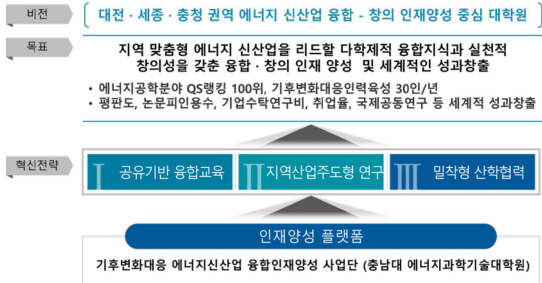 비전
대전·세종·충청 권역 에너지 신산업 융합 - 창의 인재양성 중심 대학원
목표
지역 맞춤형 에너지 신산업을 리드할 다학제적 융합지식과 실천적
창의성을 갖춘 융합·창의 인재 양성 및 세계적인 성과창출
• 에너지공학분야 QS랭킹 100위, 기후변화대응인력육성 30인/년
• 평판도, 논문피인용수, 기업수탁연구비, 취업율, 국제공동연구 등 세계적 성과창출
혁신전략
Ⅰ 공유기반 융합교육
Ⅱ 지역산업주도형 연구
Ⅲ 밀착형 산학협력
인재양성 플랫폼
기후변화대응 에너지신산업 융합인재양성 사업단 (충남대 에너지과학기술대학원)